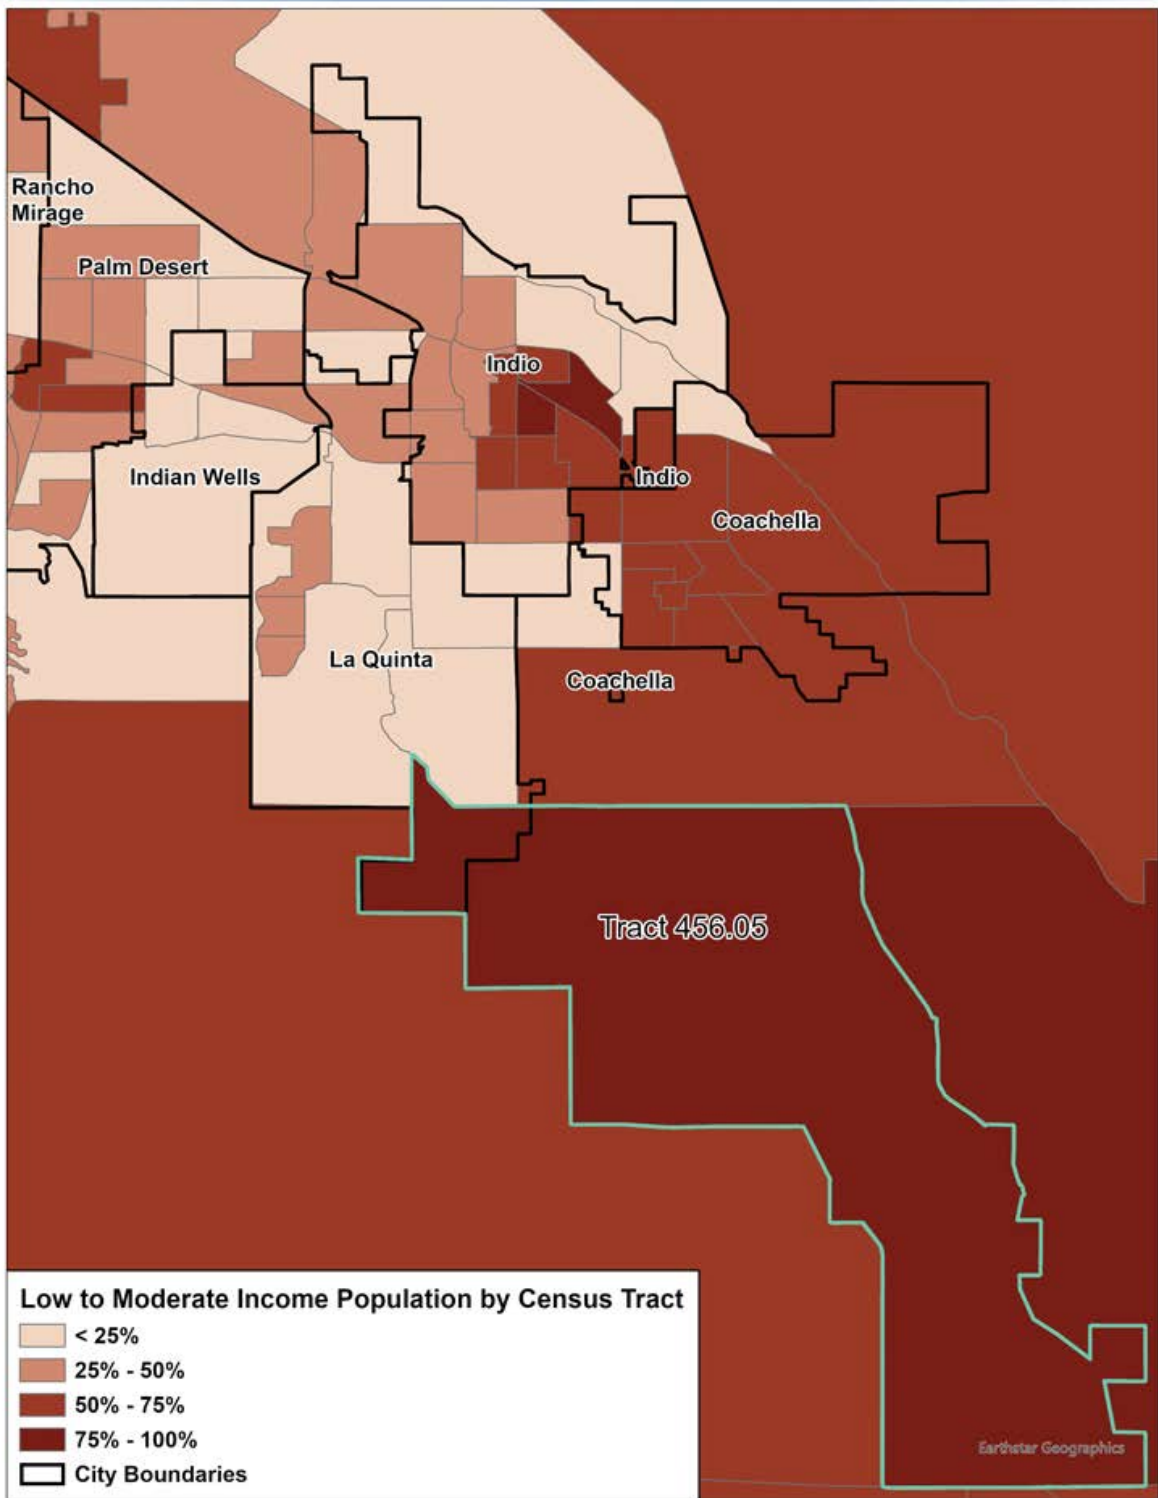 Rancho
Mirage
Palm Desert
Indio
Indian Wells
Indio
Coachella
La Quinta
Coachella
Tract 456.05
Low to Moderate Income Population by Census Tract
< 25%
25% - 50%
50% - 75%
75% - 100%
City Boundaries
Earthstar Geographics